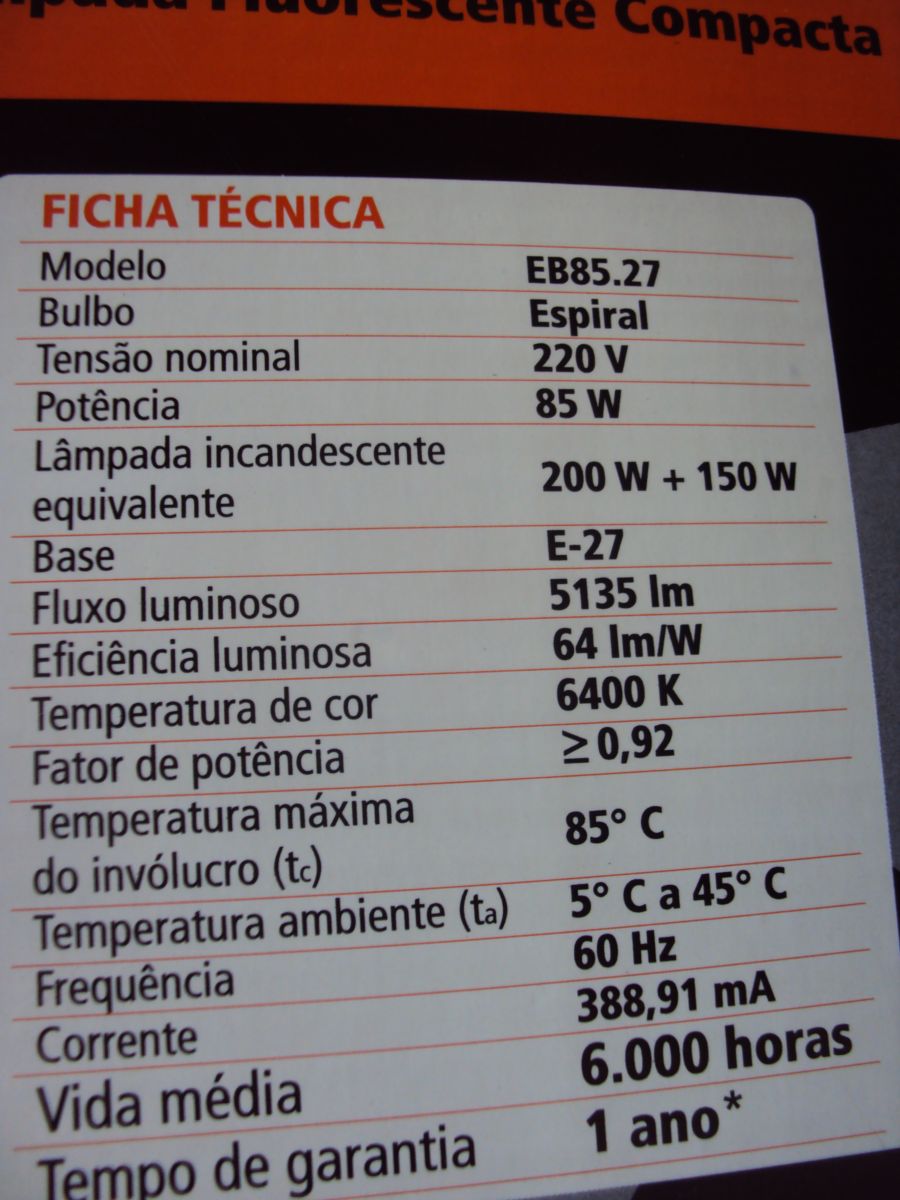 Fluorescente Compacta
FICHA TÉCNICA
Modelo EB85.27
Bulbo Espiral
Tensão nominal 220 V
Potência 85 W
Lâmpada incandescente
equivalente 200 W + 150 W
Base E-27
Fluxo luminoso 5135 lm
Eficiência luminosa 64 lm/W
Temperatura de cor 6400 K
Fator de potência ≥ 0,92
Temperatura máxima
do invólucro (tc) 85° C
Temperatura ambiente (ta) 5° C a 45° C
Frequência 60 Hz
Corrente 388,91 mA
Vida média 6.000 horas
Tempo de garantia 1 ano*